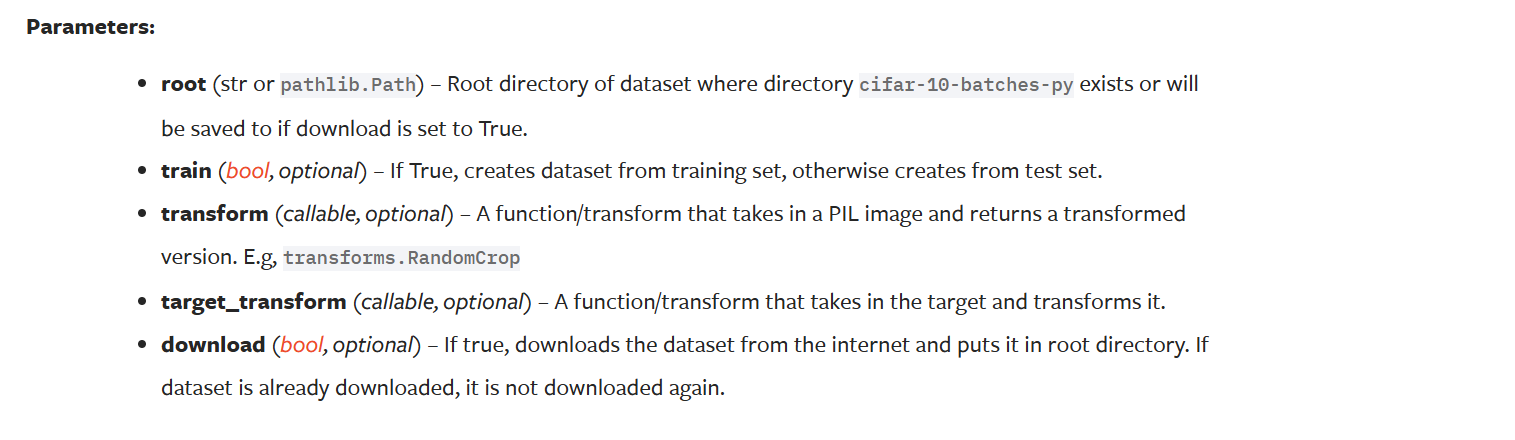 Parameters:
• root (str or pathlib.Path) – Root directory of dataset where directory cifar-10-batches-py exists or will
be saved to if download is set to True.
• train (bool, optional) – If True, creates dataset from training set, otherwise creates from test set.
• transform (callable, optional) – A function/transform that takes in a PIL image and returns a transformed
version. E.g, transforms.RandomCrop
• target_transform (callable, optional) – A function/transform that takes in the target and transforms it.
• download (bool, optional) – If true, downloads the dataset from the internet and puts it in root directory. If
dataset is already downloaded, it is not downloaded again.